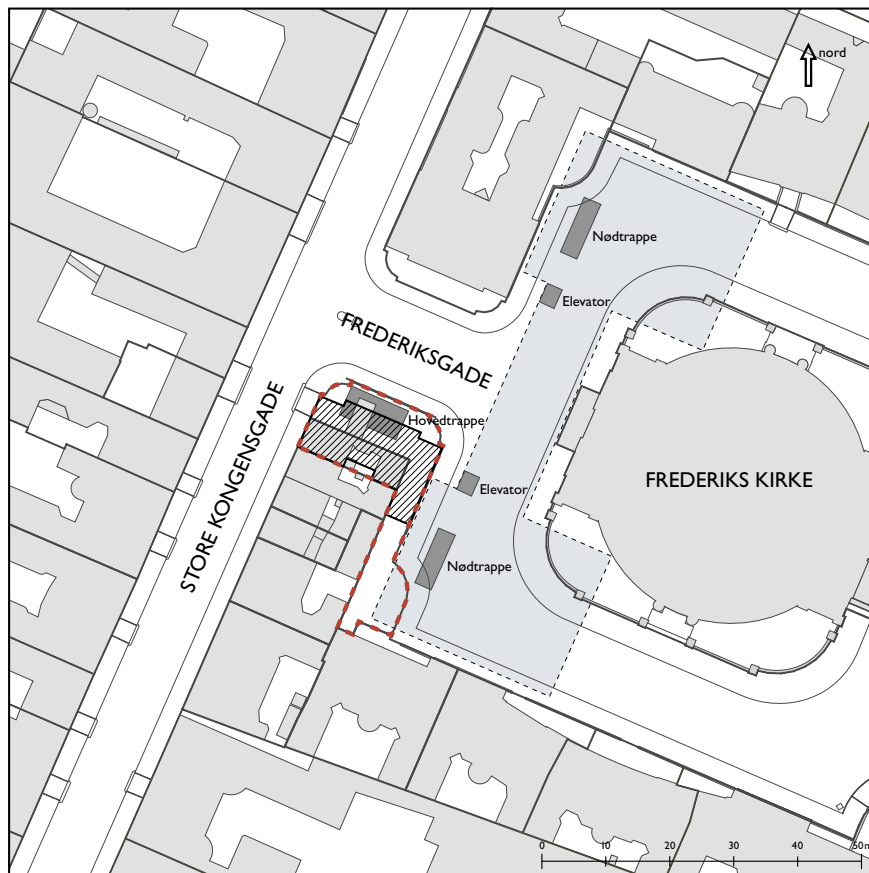 nord
Nødtrappe
Elevator
FREDERIKSGADE
Hovedtrappe
STORE KONGENSGADE
Elevator
FREDERIKS KIRKE
Nødtrappe
0 10 20 30 40 50m